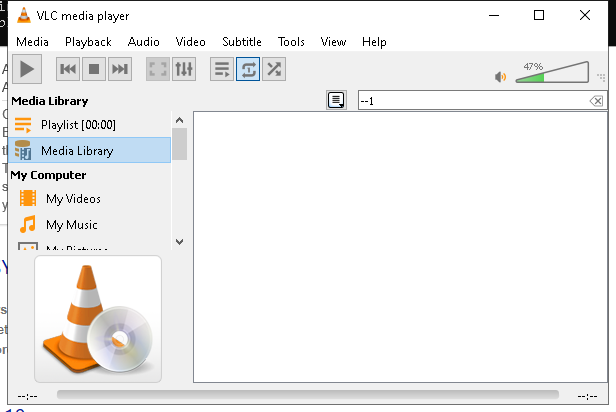 VLC media player
Media Playback Audio Video Subtitle Tools View Help
47%
Media Library
--1
Playlist [00:00]
Media Library
My Computer
My Videos
My Music
My Pictures
--:-- --:--